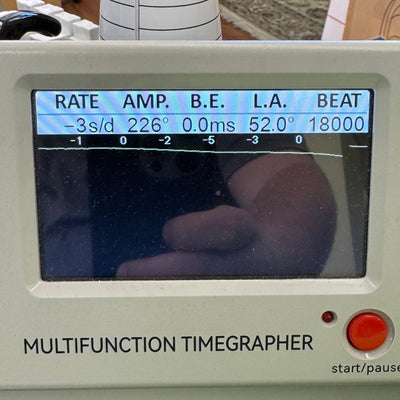 RATE AMP. B.E. L.A. BEAT
-3s/d 226° 0.0ms 52.0° 18000
-1 0 -2 -5 -3 0
MULTIFUNCTION TIMEGRAPHER
start/pause